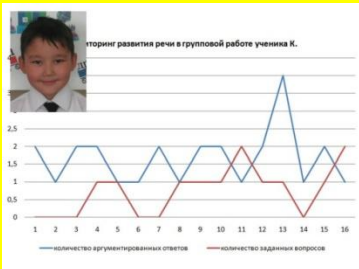 иторинг развития речи в групповой работе ученика К.
2,5
2
1,5
1
0,5
0
1 2 3 4 5 6 7 8 9 10 11 12 13 14 15 16
количество аргументированных ответов количество заданных вопросов